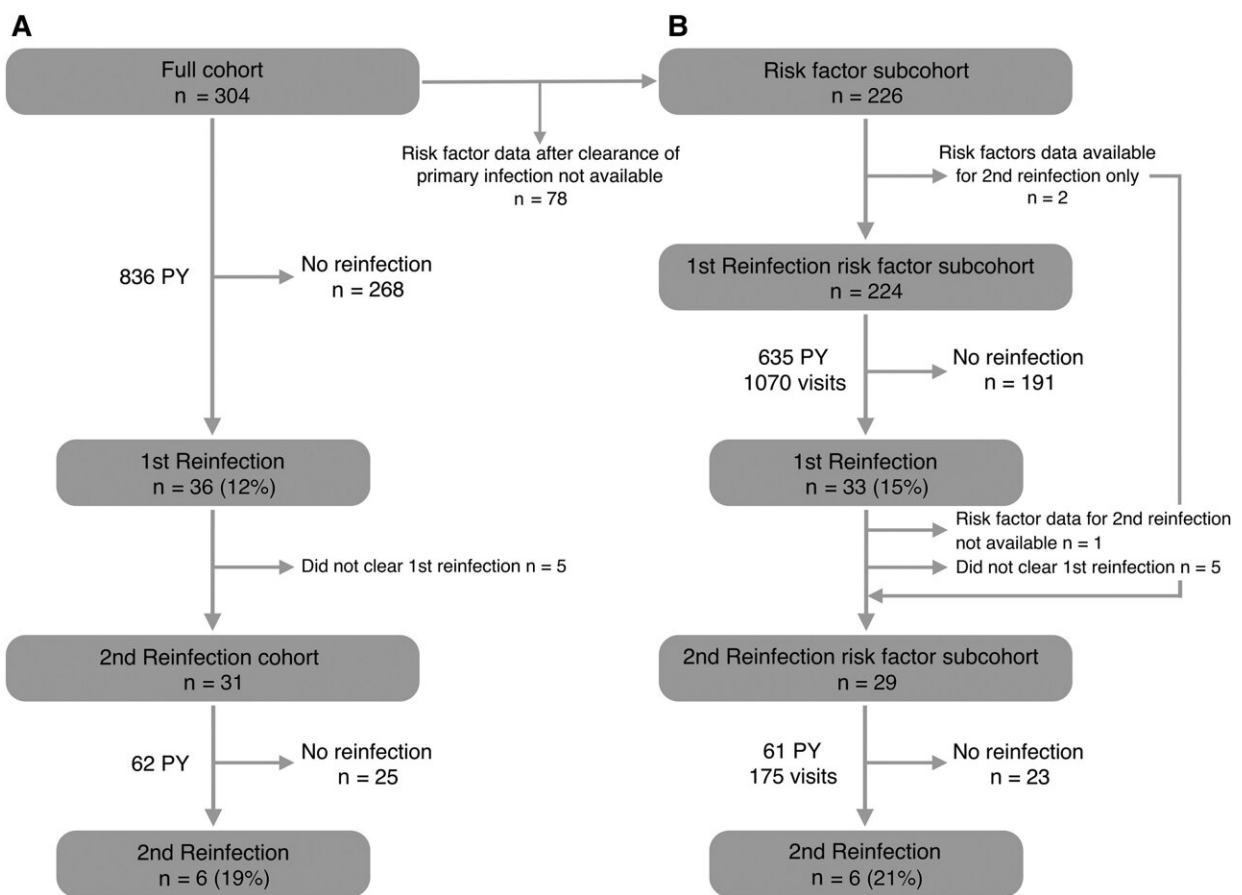 A
Full cohort
n = 304
Risk factor data after clearance of
primary infection not available
n = 78
836 PY
No reinfection
n = 268
1st Reinfection
n = 36 (12%)
Did not clear 1st reinfection n = 5
2nd Reinfection cohort
n = 31
62 PY
No reinfection
n = 25
2nd Reinfection
n = 6 (19%)
B
Risk factor subcohort
n = 226
Risk factors data available
for 2nd reinfection only
n = 2
1st Reinfection risk factor subcohort
n = 224
635 PY
1070 visits
No reinfection
n = 191
1st Reinfection
n = 33 (15%)
Risk factor data for 2nd reinfection
not available n = 1
Did not clear 1st reinfection n = 5
2nd Reinfection risk factor subcohort
n = 29
61 PY
175 visits
No reinfection
n = 23
2nd Reinfection
n = 6 (21%)